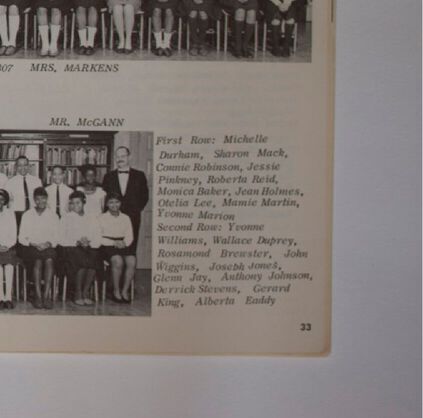 307 MRS. MARKENS
MR. McGANN
First Row: Michelle
Durham, Sharon Mack,
Connie Robinson, Jessie
Pinkney, Roberta Reid,
Monica Baker, Jean Holmes,
Otelia Lee, Mamie Martin,
Yvonne Marion
Second Row: Yvonne
Williams, Wallace Duprey,
Rosamond Brewster, John
Wiggins, Joseph Jones,
Glenn Jay, Anthony Johnson,
Derrick Stevens, Gerard
King, Alberta Eaddy
33